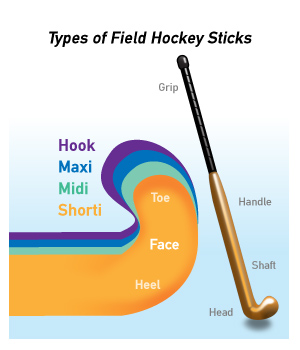 Types of Field Hockey Sticks
Grip
Hook
Maxi
Midi
Shorti
Toe
Handle
Face
Shaft
Heel
Head